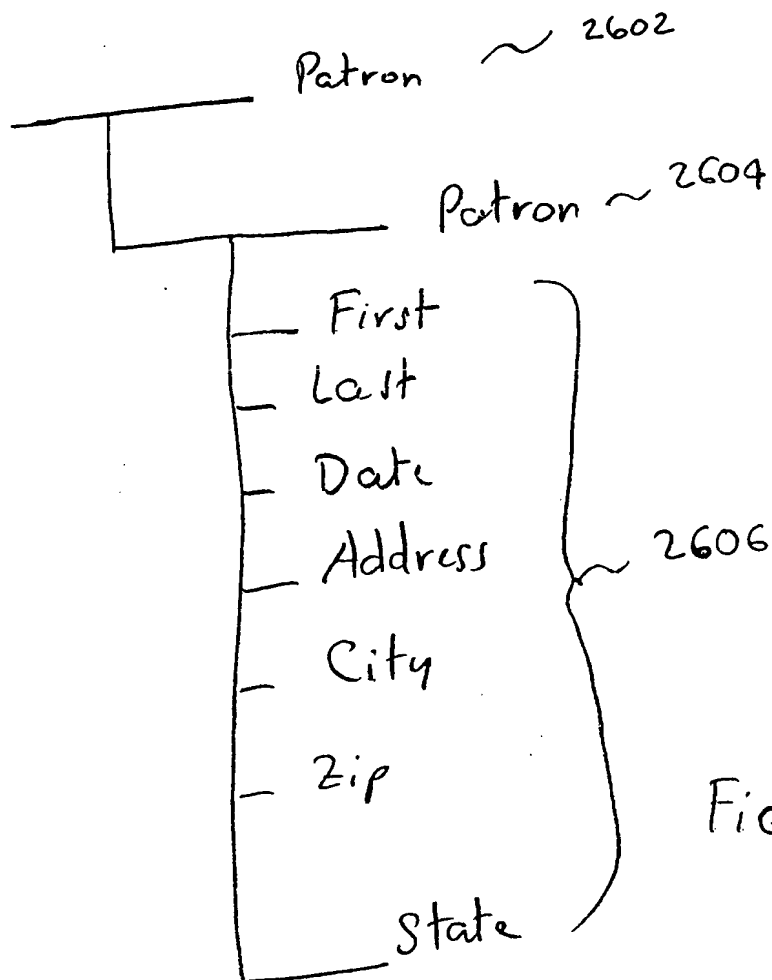 Patron 2602
Patron 2604
First
Last
Date
Address
2606
City
Zip
State